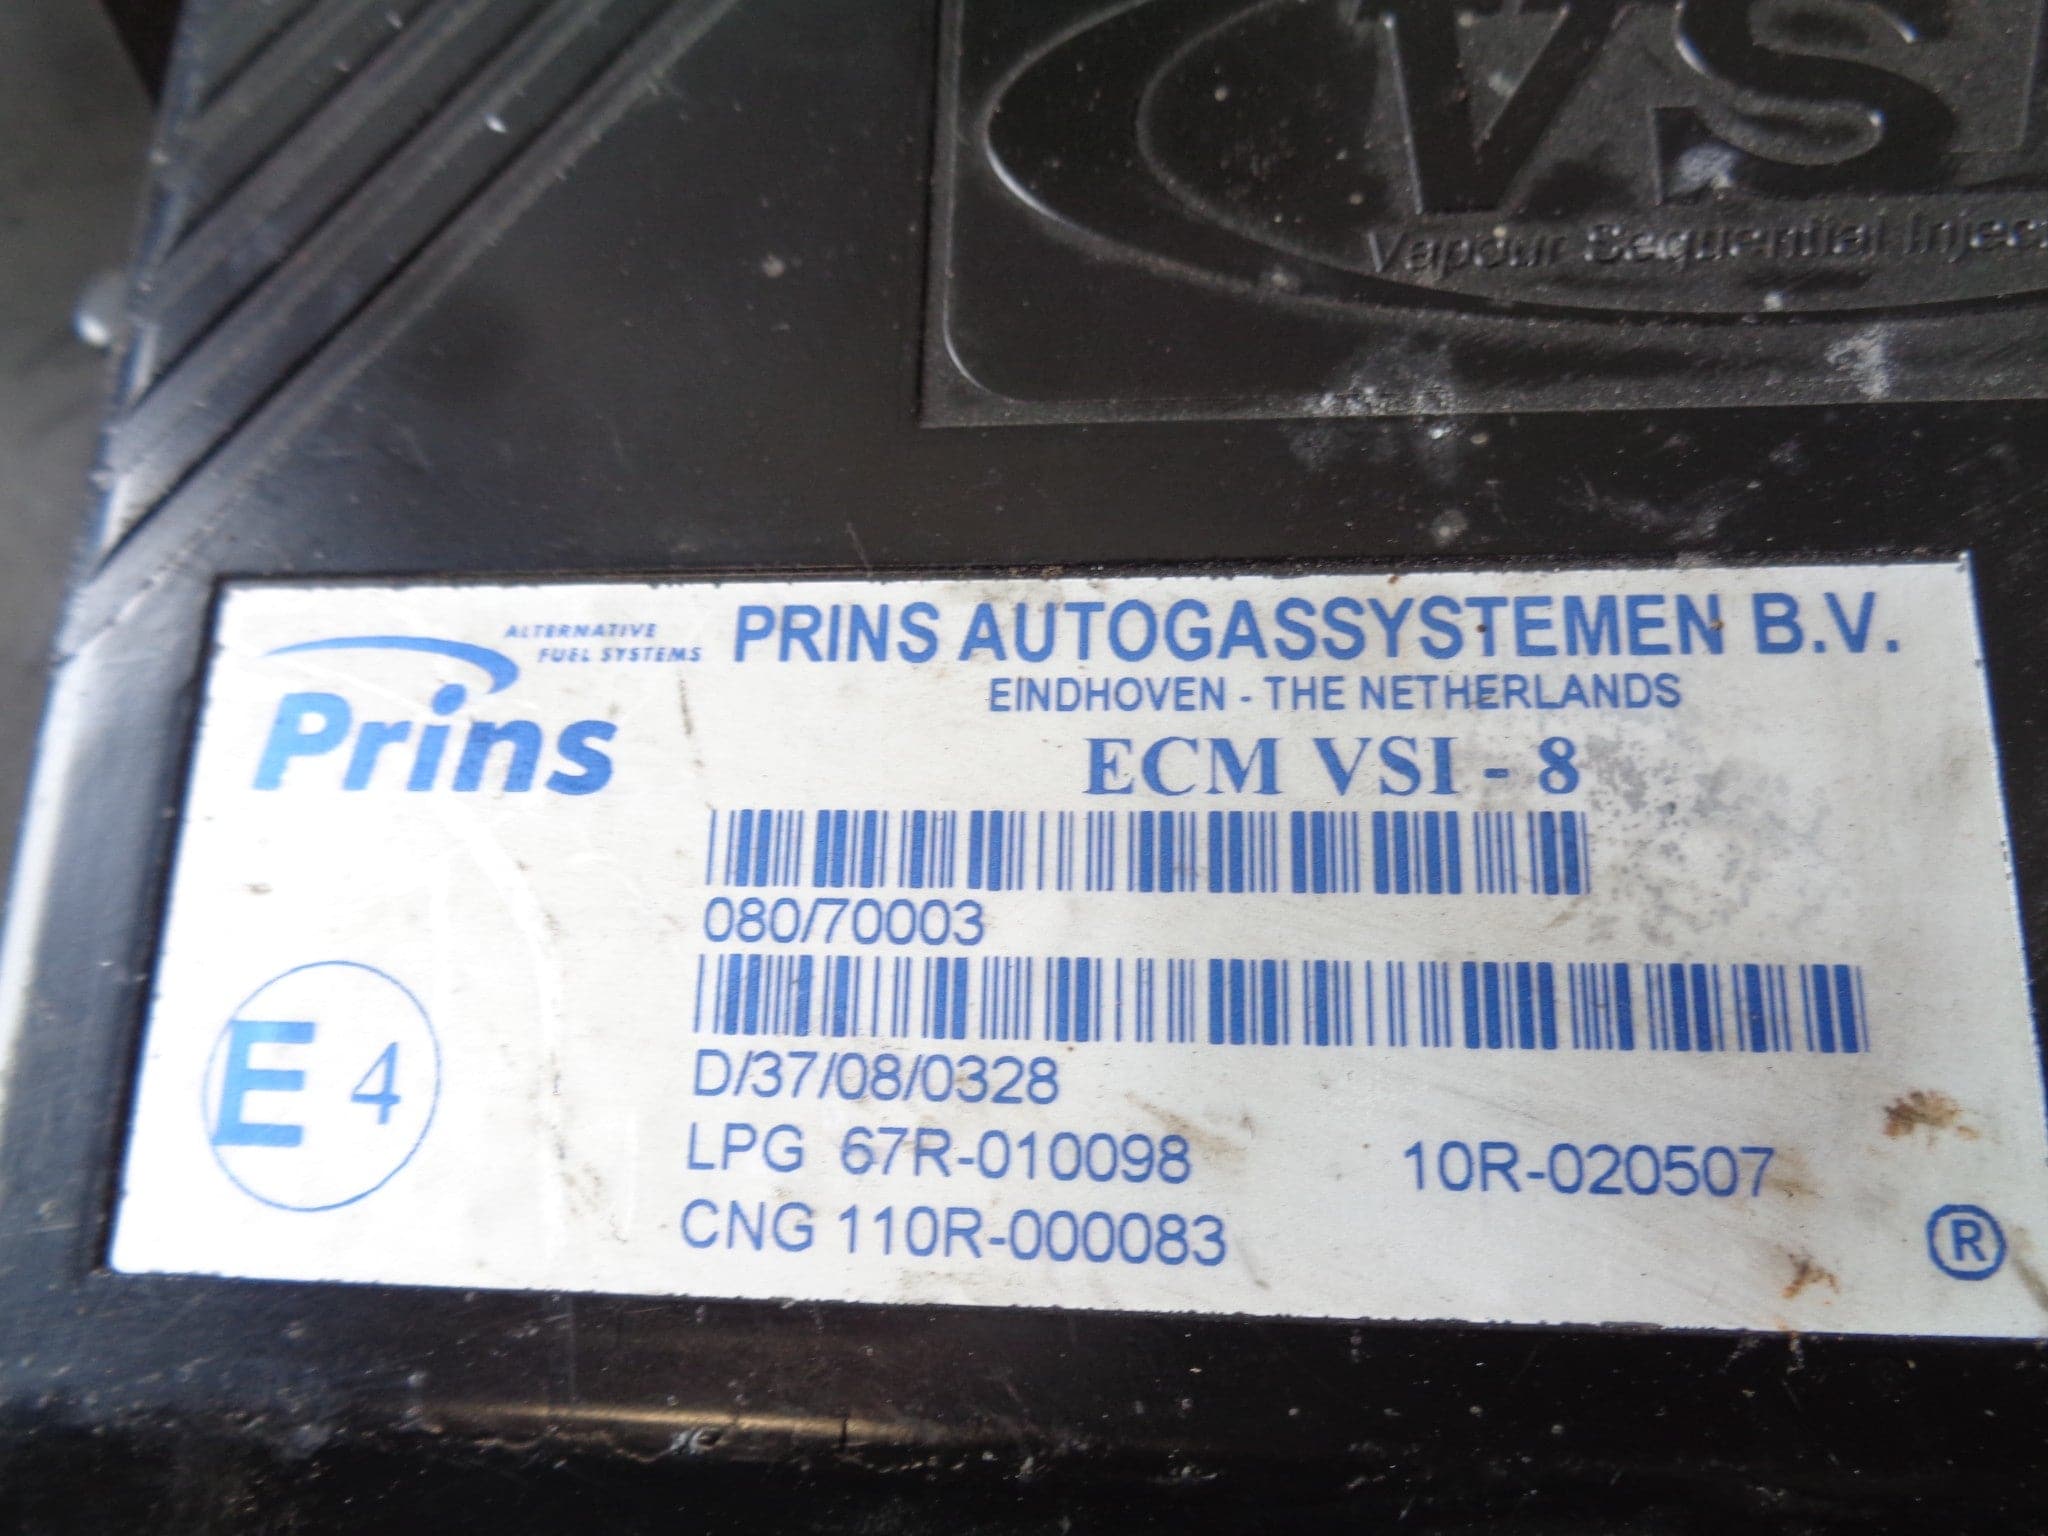 VSI
Vapour Sequential Injec
ALTERNATIVE
FUEL SYSTEMS
Prins
PRINS AUTOGASSYSTEMEN B.V.
EINDHOVEN - THE NETHERLANDS
ECM VSI - 8
080/70003
D/37/08/0328
E 4
LPG 67R-010098 10R-020507
CNG 110R-000083
®